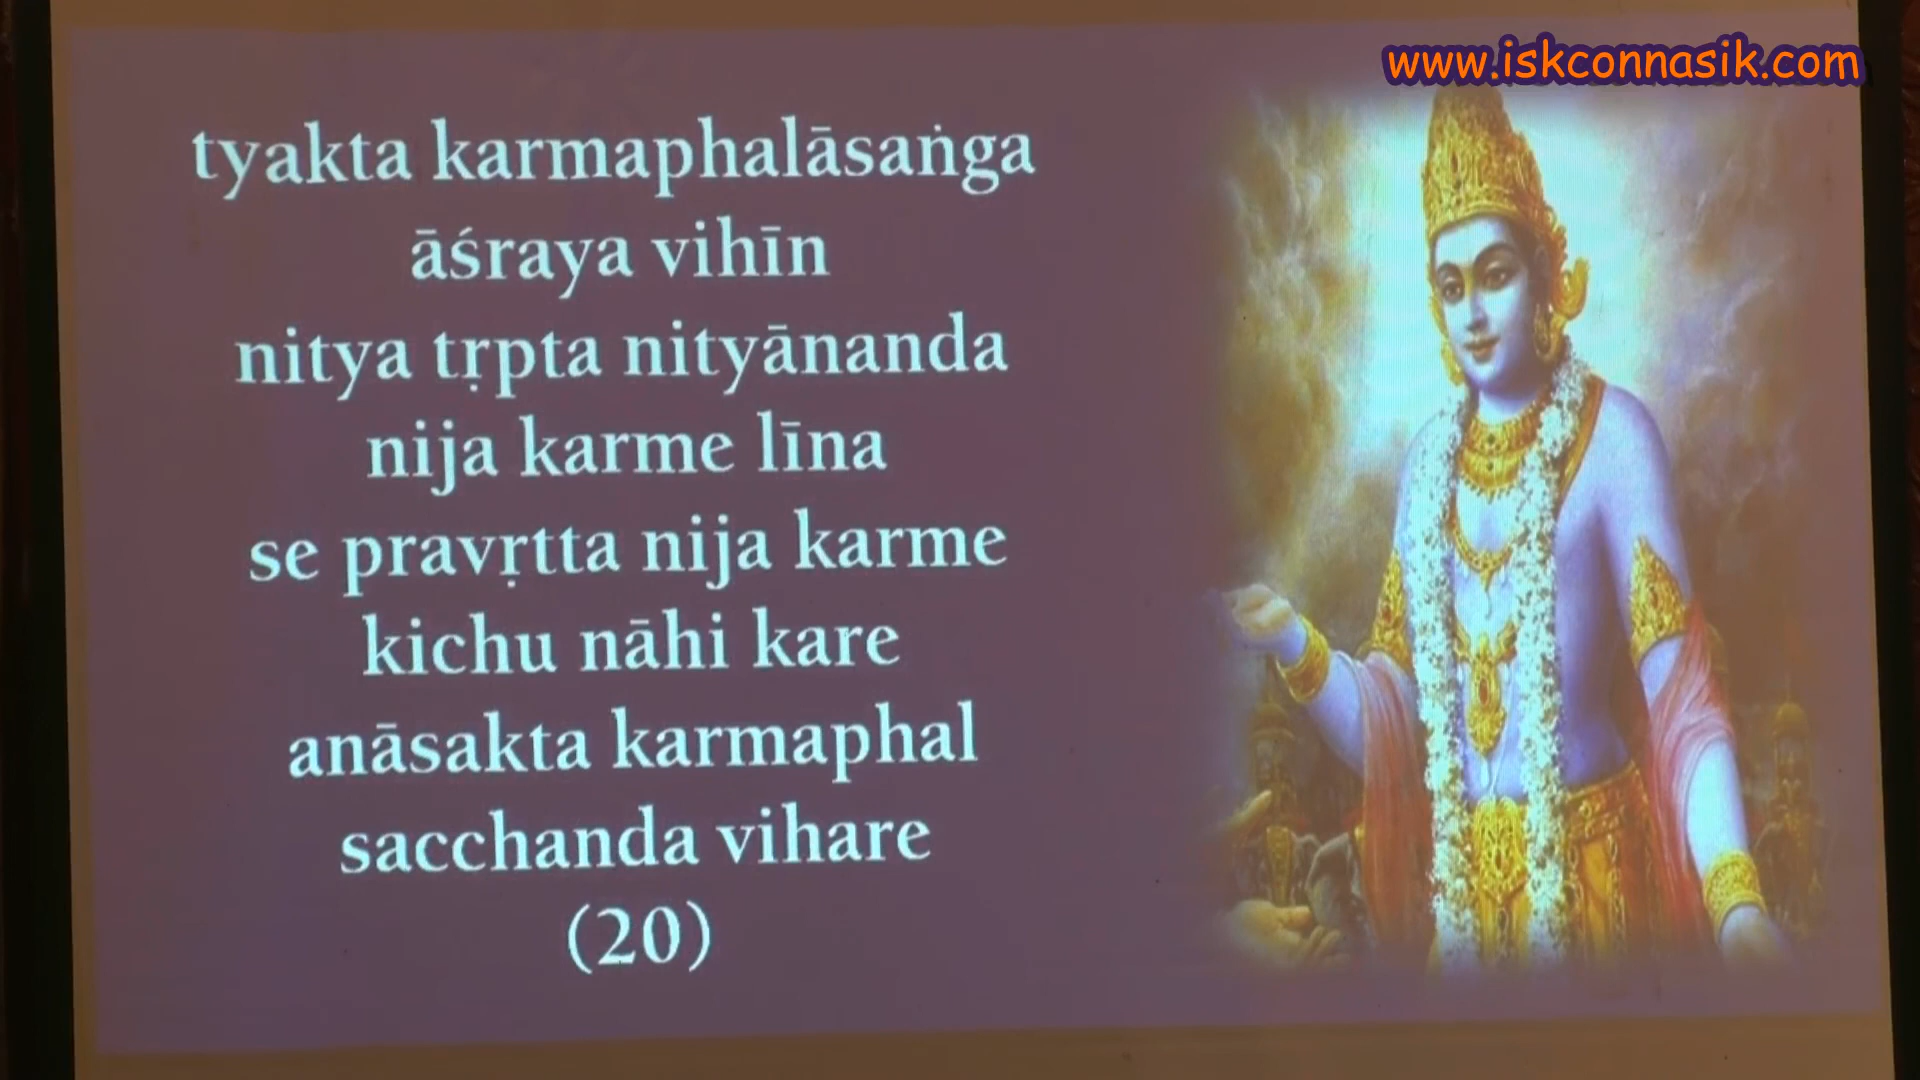 www.iskconnasik.com
tyakta karmaphalāsaṅga
āśraya vihīn
nitya tṛpta nityānanda
nija karme līna
se pravṛtta nija karme
kichu nāhi kare
anāsakta karmaphal
sacchanda vihare
(20)